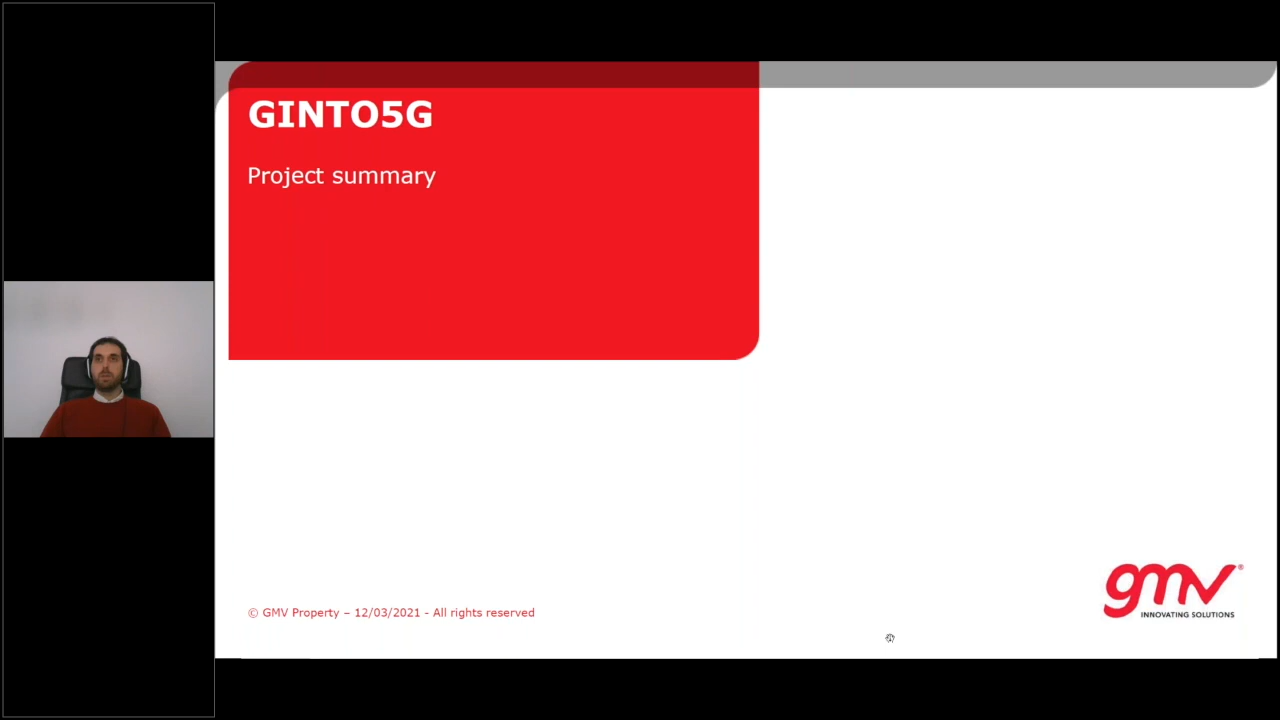 GINTO5G
Project summary
gmv®
INNOVATING SOLUTIONS
© GMV Property – 12/03/2021 - All rights reserved